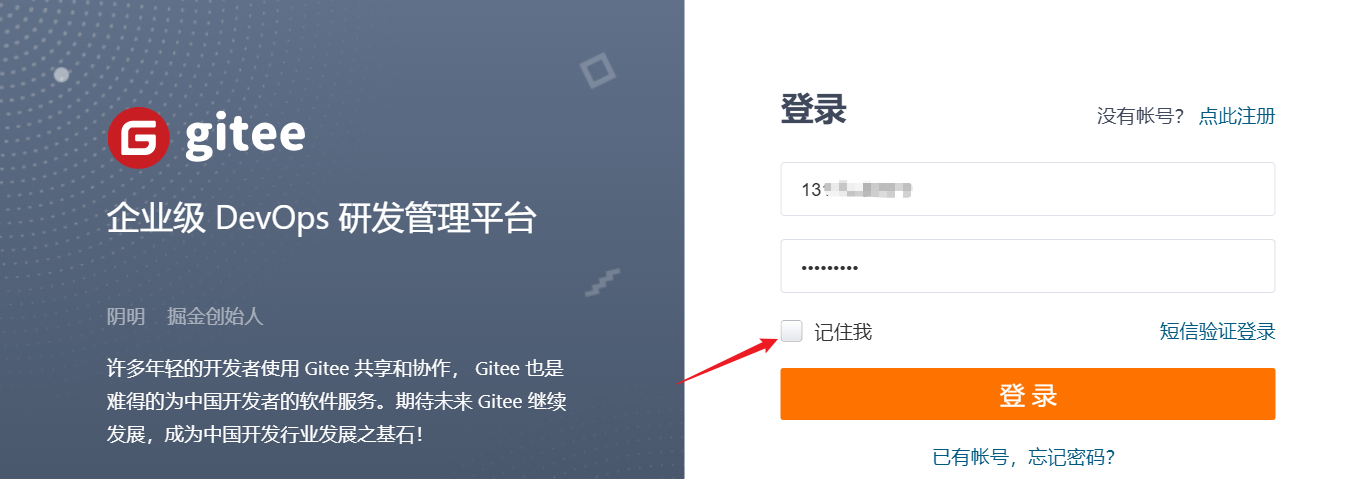 gitee
企业级 DevOps 研发管理平台
阴明 掘金创始人
许多年轻的开发者使用 Gitee 共享和协作， Gitee 也是
难得的为中国开发者的软件服务。期待未来 Gitee 继续
发展，成为中国开发行业发展之基石！
登录
没有帐号？ 点此注册
13
•••••••••
记住我
短信验证登录
登 录
已有帐号，忘记密码？